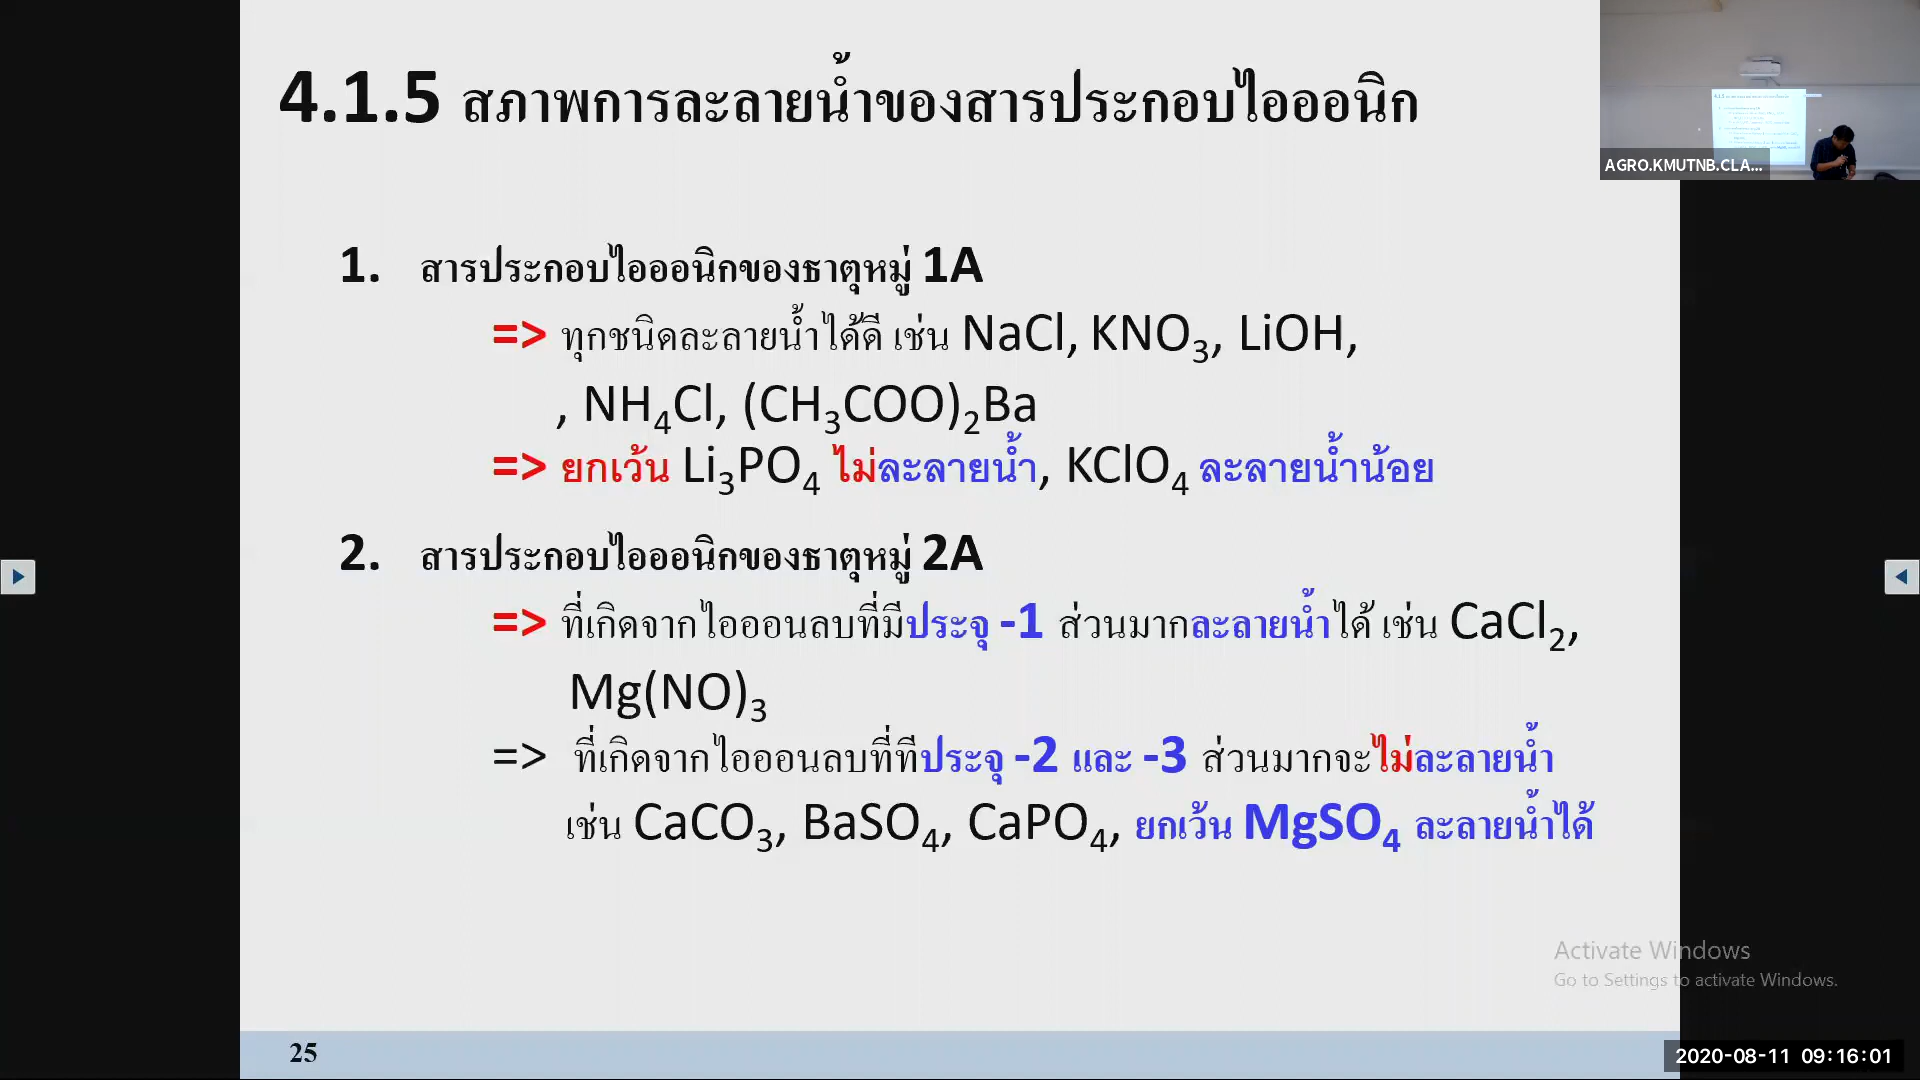 4.1.5 สภาพการละลายน้ำของสารประกอบไอออนิก
AGRO.KMUTNB.CLA...
1. สารประกอบไอออนิกของธาตุหมู่ 1A
=> ทุกชนิดละลายน้ำได้ดี เช่น NaCl, KNO₃, LiOH,
, NH₄Cl, (CH₃COO)₂Ba
=> ยกเว้น Li₃PO₄ ไม่ละลายน้ำ, KClO₄ ละลายน้ำน้อย
2. สารประกอบไอออนิกของธาตุหมู่ 2A
=> ที่เกิดจากไอออนลบที่มีประจุ -1 ส่วนมากละลายน้ำได้ เช่น CaCl₂,
Mg(NO)₃
=> ที่เกิดจากไอออนลบที่ทีประจุ -2 และ -3 ส่วนมากจะไม่ละลายน้ำ
เช่น CaCO₃, BaSO₄, CaPO₄, ยกเว้น MgSO₄ ละลายน้ำได้
Activate Windows
Go to Settings to activate Windows.
25
2020-08-11 09:16:01